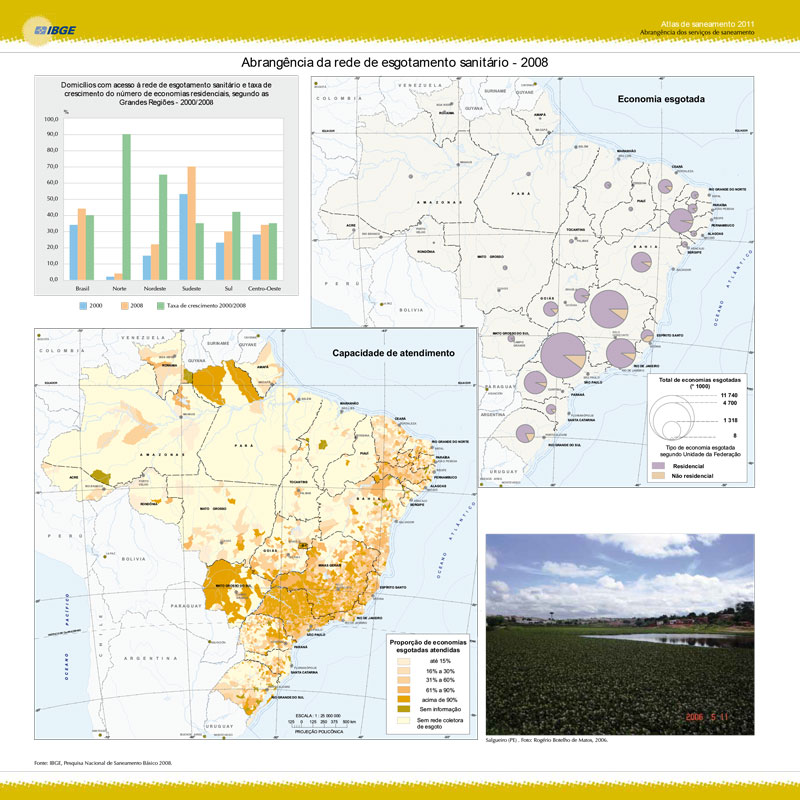 IBGE
Atlas de saneamento 2011
Abrangência dos serviços de saneamento
Abrangência da rede de esgotamento sanitário - 2008
Domicílios com acesso à rede de esgotamento sanitário e taxa de
crescimento do número de economias residenciais, segundo as
Grandes Regiões - 2000/2008
%
100,0
90,0
80,0
70,0
60,0
50,0
40,0
30,0
20,0
10,0
0,0
Brasil Norte Nordeste Sudeste Sul Centro-Oeste
2000 2008 Taxa de crescimento 2000/2008
Economia esgotada
COLOMBIA
VENEZUELA
SURINAME
GUYANA
GUYANE
RORAIMA
AMAPÁ
EQUADOR
AMAZONAS
PARÁ
MARANHÃO
CEARÁ
RIO GRANDE DO NORTE
PARAÍBA
PERNAMBUCO
ALAGOAS
SERGIPE
PIAUÍ
ACRE
RONDÔNIA
TOCANTINS
MATO GROSSO
BAHIA
GOIÁS
PERÚ
BOLIVIA
MATO GROSSO DO SUL
ESPÍRITO SANTO
RIO DE JANEIRO
SÃO PAULO
PARAGUAY
PARANÁ
SANTA CATARINA
ARGENTINA
RIO GRANDE DO SUL
URUGUAY
OCEANO ATLÂNTICO
Total de economias esgotadas
(* 1000)
11 740
4 700
1 318
8
Tipo de economia esgotada
segundo Unidade da Federação
Residencial
Não residencial
Capacidade de atendimento
COLOMBIA
VENEZUELA
SURINAME
GUYANA
GUYANE
RORAIMA
AMAPÁ
EQUADOR
AMAZONAS
PARÁ
MARANHÃO
CEARÁ
RIO GRANDE DO NORTE
PARAÍBA
PERNAMBUCO
ALAGOAS
SERGIPE
PIAUÍ
ACRE
RONDÔNIA
TOCANTINS
MATO GROSSO
BAHIA
GOIÁS
MINAS GERAIS
PERÚ
BOLIVIA
MATO GROSSO DO SUL
ESPÍRITO SANTO
RIO DE JANEIRO
SÃO PAULO
PARAGUAY
PARANÁ
SANTA CATARINA
CHILE
ARGENTINA
RIO GRANDE DO SUL
URUGUAY
OCEANO PACÍFICO
OCEANO ATLÂNTICO
Proporção de economias
esgotadas atendidas
até 15%
16% a 30%
31% a 60%
61% a 90%
acima de 90%
Sem informação
Sem rede coletora
de esgoto
ESCALA : 1 : 25 000 000
125 0 125 250 375 500 km
PROJEÇÃO POLICÔNICA
2006 5 11
Salgueiro (PE) . Foto: Rogério Botelho de Matos, 2006.
Fonte: IBGE, Pesquisa Nacional de Saneamento Básico 2008.